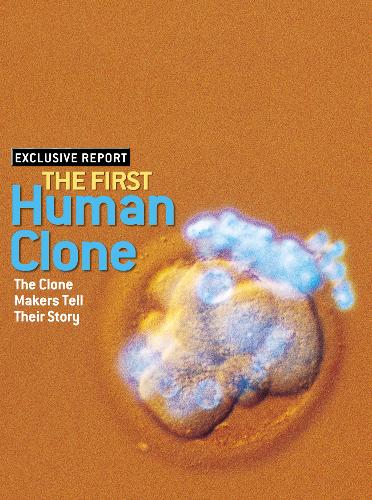 EXCLUSIVE REPORT
THE FIRST
Human
Clone
The Clone
Makers Tell
Their Story